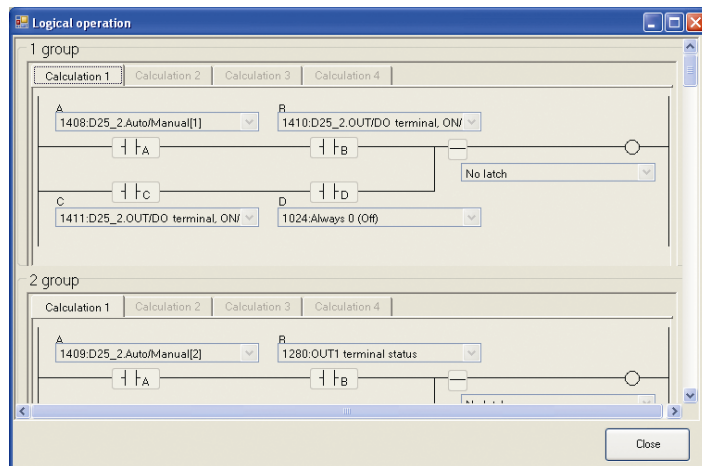 Logical operation
1 group
Calculation 1 Calculation 2 Calculation 3 Calculation 4
A B
1408:D25_2.Auto/Manual[1] 1410:D25_2.OUT/DO terminal, ON/
A B
No latch
C D
C D
1411:D25_2.OUT/DO terminal, ON/ 1024:Always 0 (Off)
2 group
Calculation 1 Calculation 2 Calculation 3 Calculation 4
A B
1409:D25_2.Auto/Manual[2] 1280:OUT1 terminal status
A B
Close